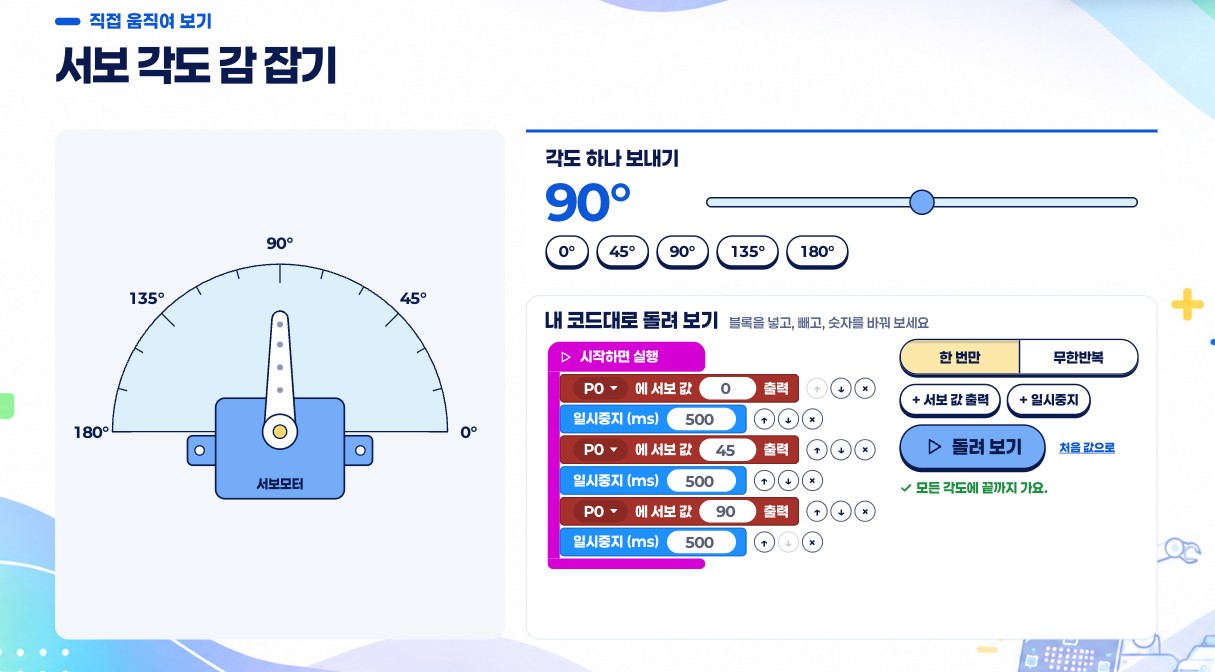 직접 움직여 보기
서보 각도 감 잡기
90°
135°
45°
180°
0°
서보모터
각도 하나 보내기
90°
0° 45° 90° 135° 180°
내 코드대로 돌려 보기 블록을 넣고, 빼고, 숫자를 바꿔 보세요
시작하면 실행
P0 에 서보 값 0 출력
일시중지 (ms) 500
P0 에 서보 값 45 출력
일시중지 (ms) 500
P0 에 서보 값 90 출력
일시중지 (ms) 500
한 번만 무한반복
+ 서보 값 출력 + 일시중지
돌려 보기 처음 값으로
✓ 모든 각도에 끝까지 가요.